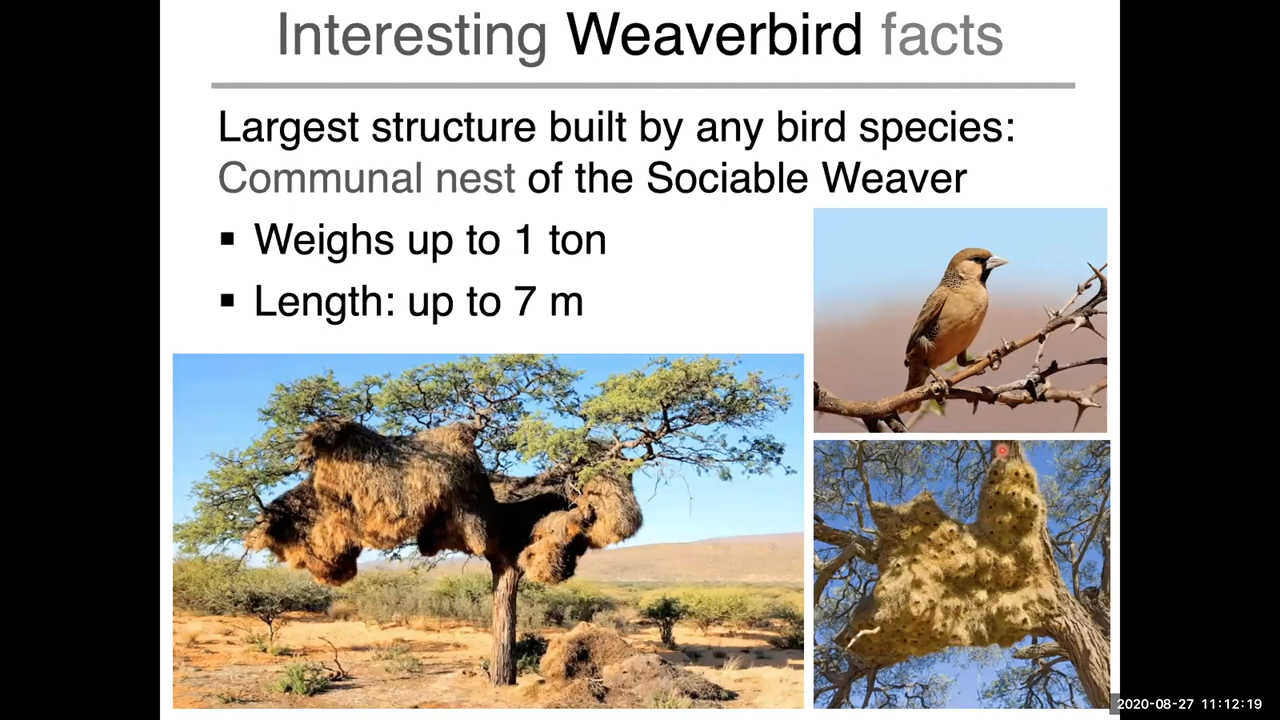 Interesting Weaverbird facts
Largest structure built by any bird species:
Communal nest of the Sociable Weaver
▪ Weighs up to 1 ton
▪ Length: up to 7 m
2020-08-27 11:12:19